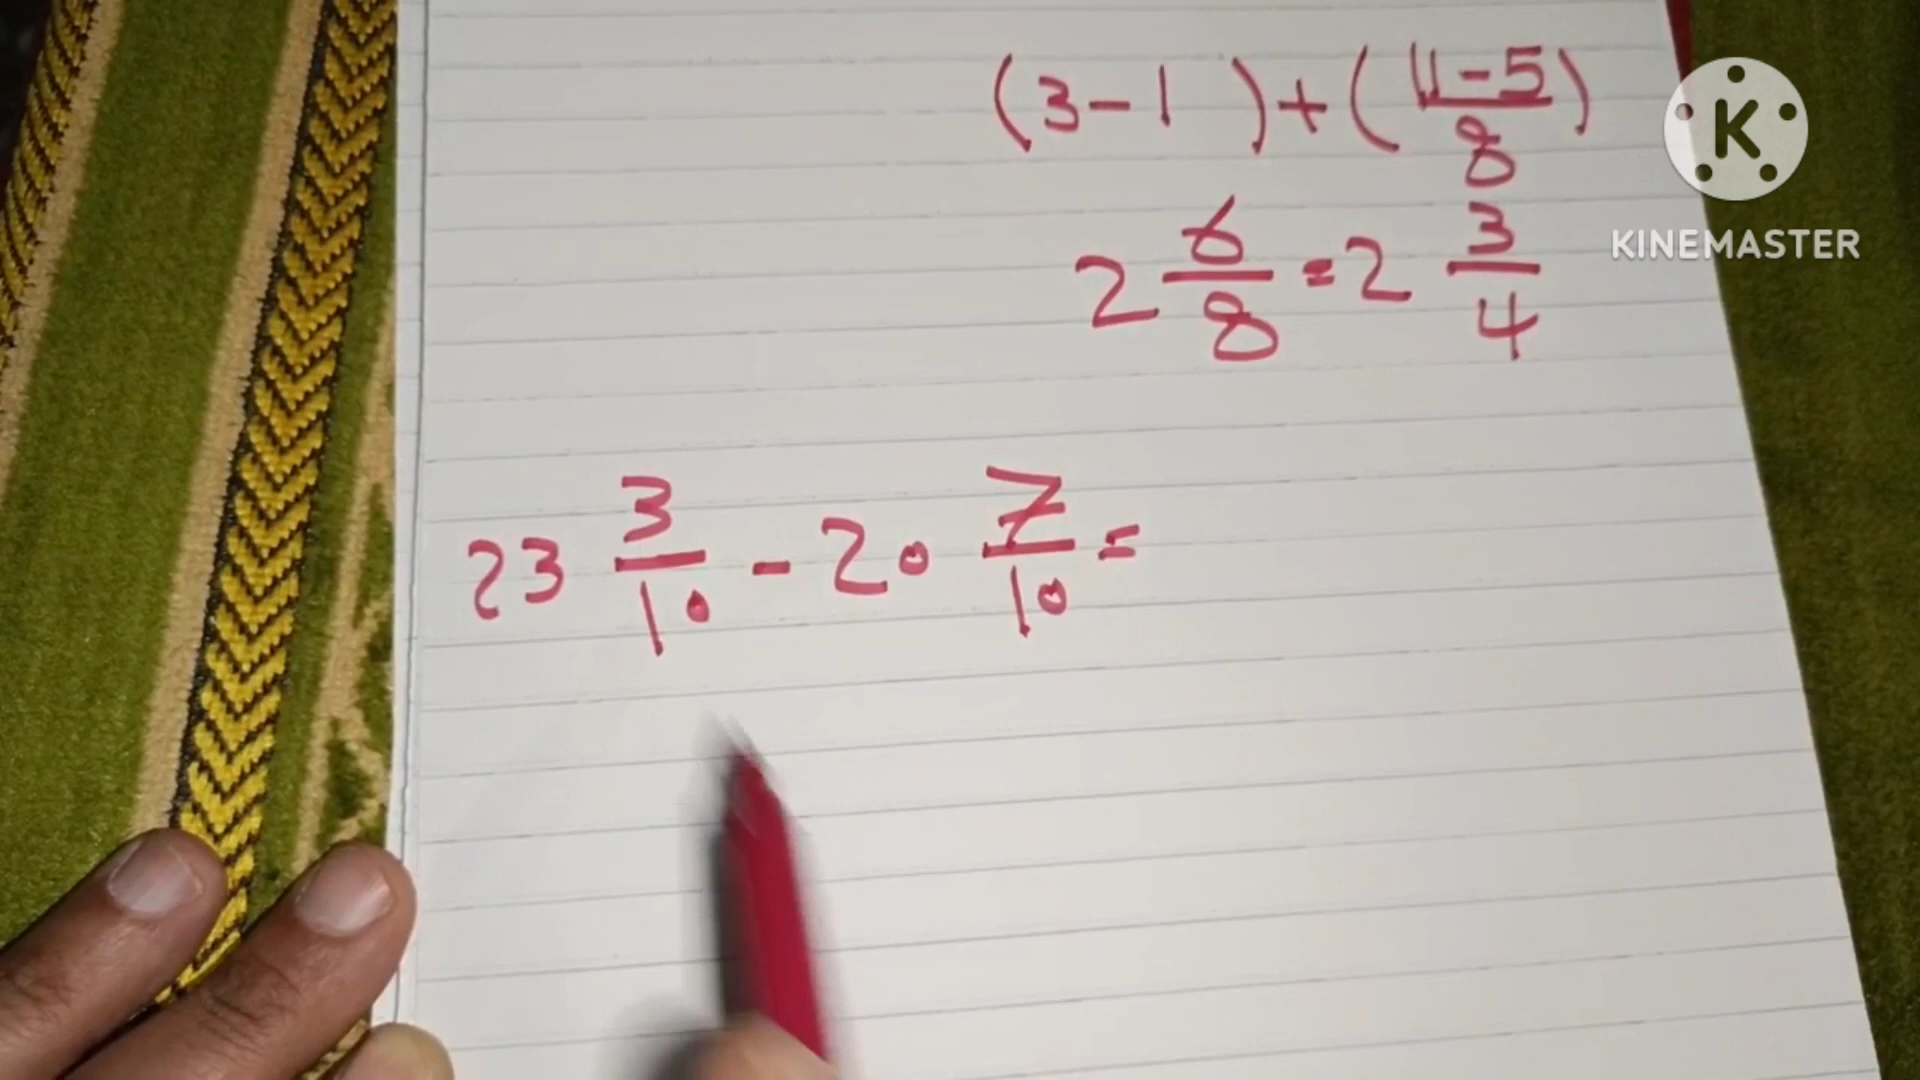 (3-1)+(11-5/8)
2 6/8 = 2 3/4
23 3/10 - 20 7/10 =
K
KINEMASTER